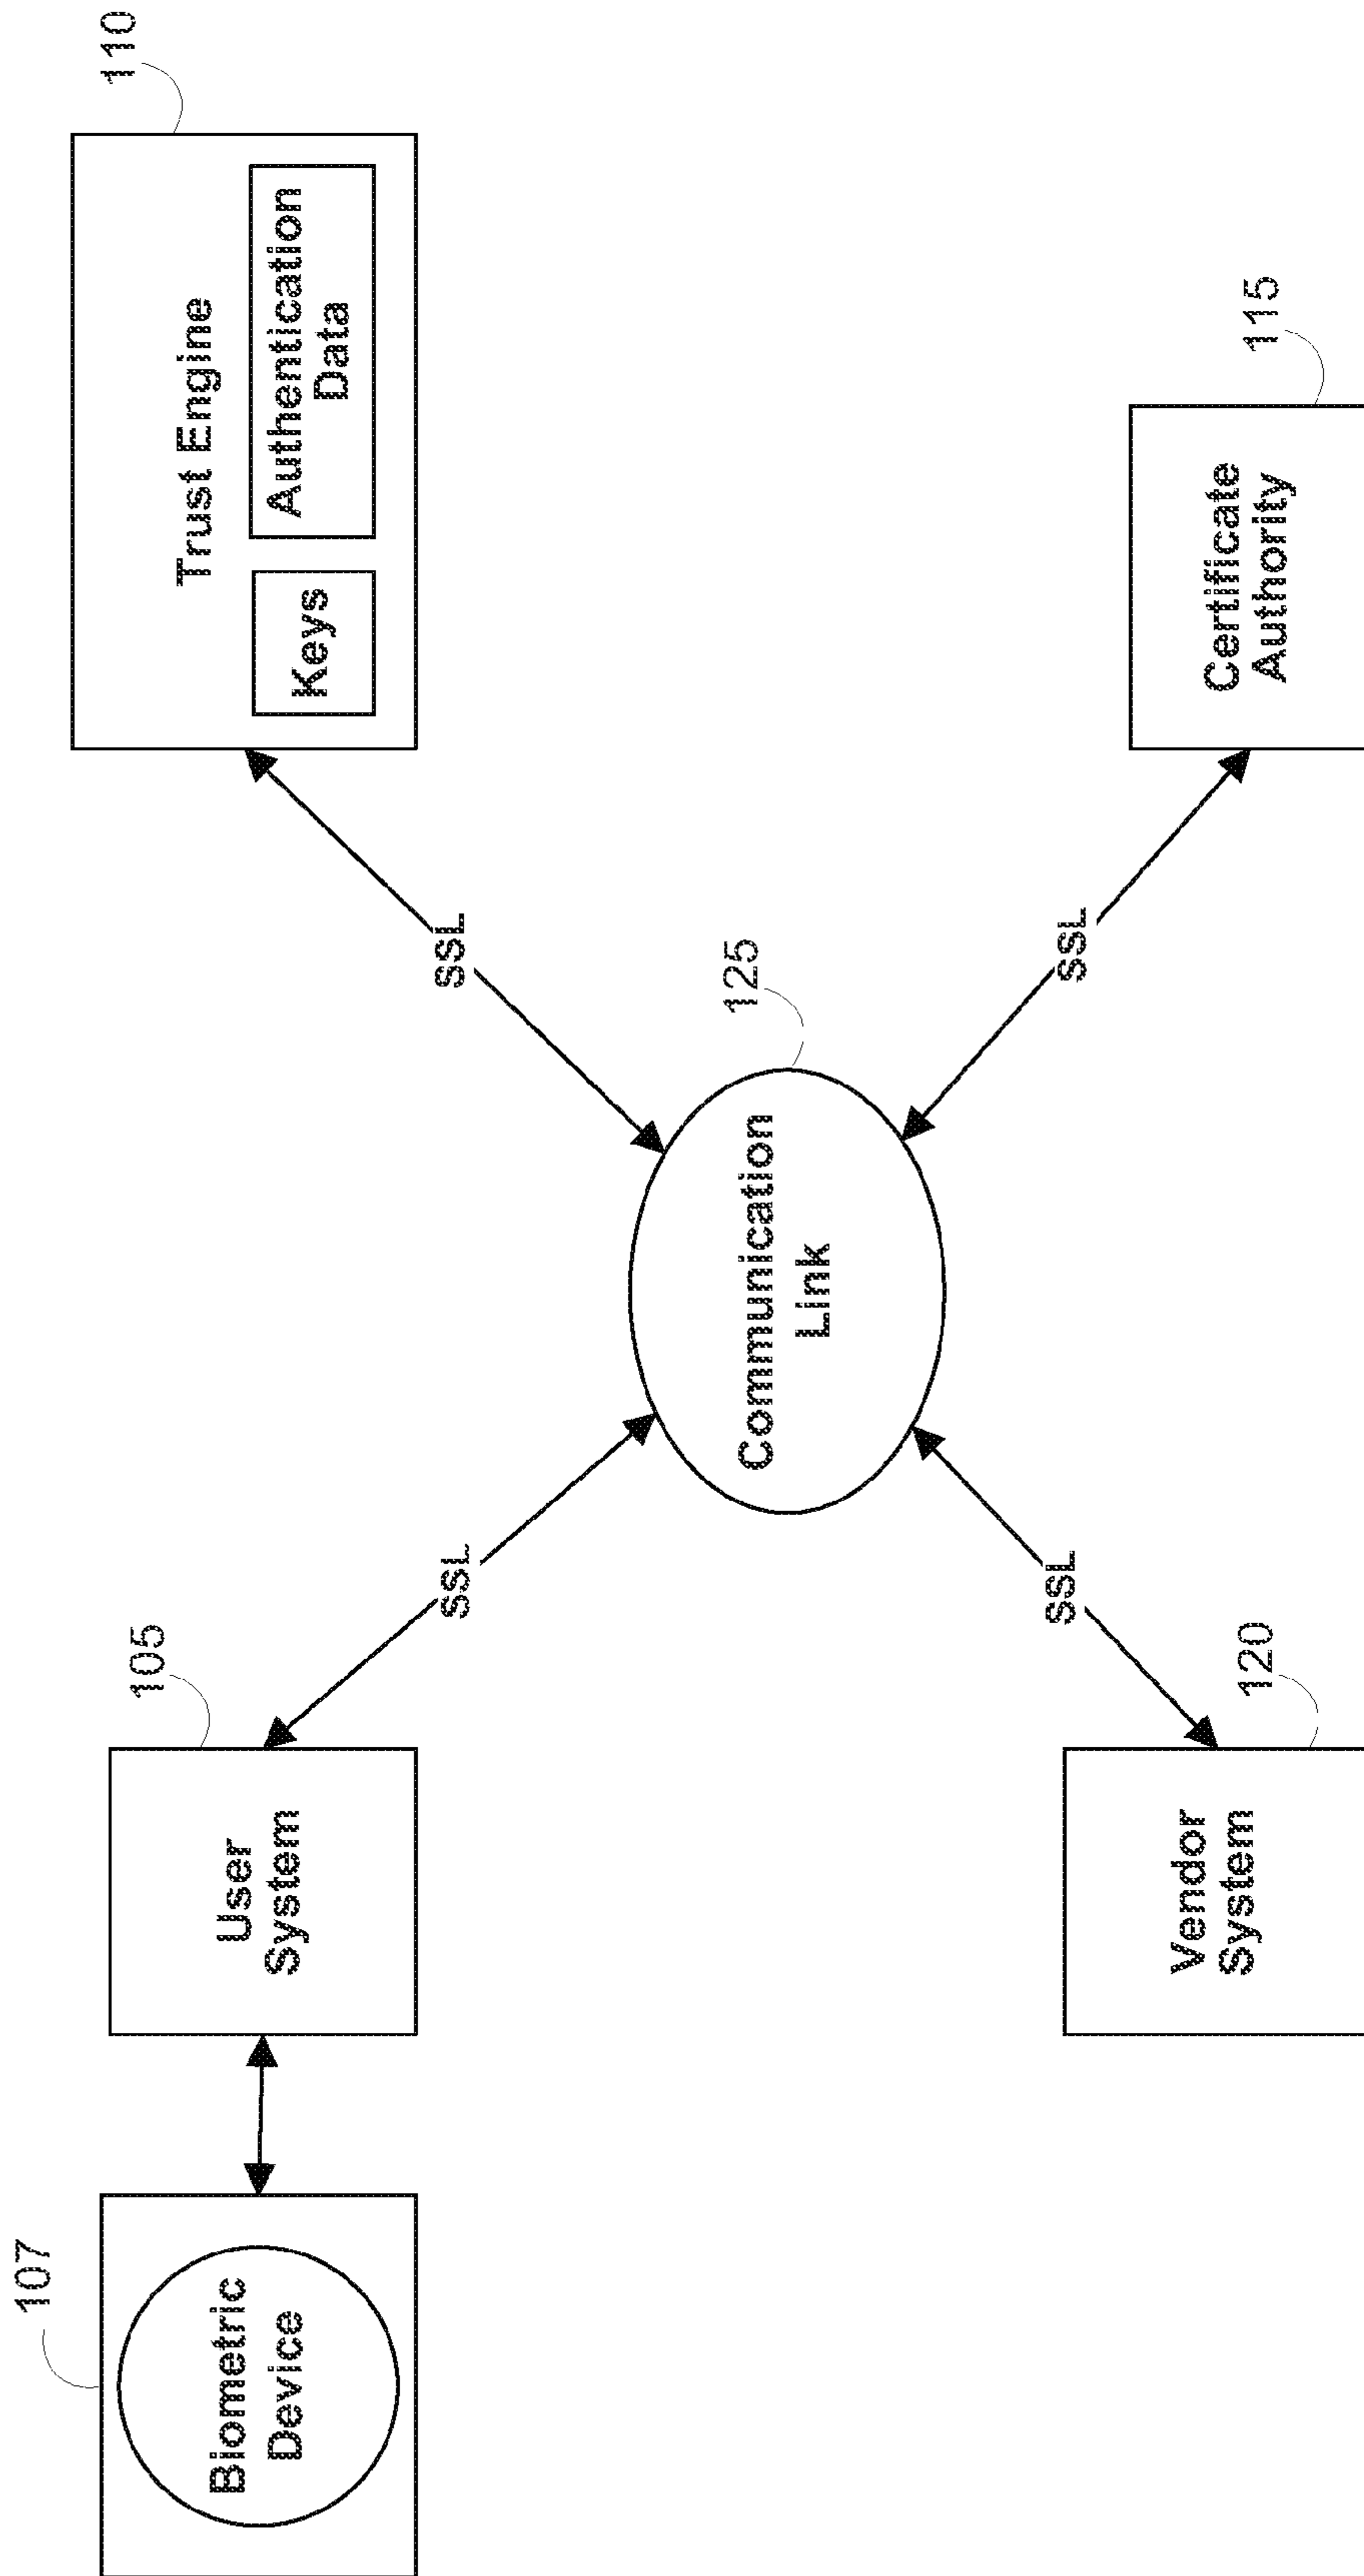 107
Biometric
Device
105
User
System
SSL
110
Trust Engine
Keys
Authentication
Data
SSL
125
Communication
Link
120
Vendor
System
SSL
115
Certificate
Authority
SSL